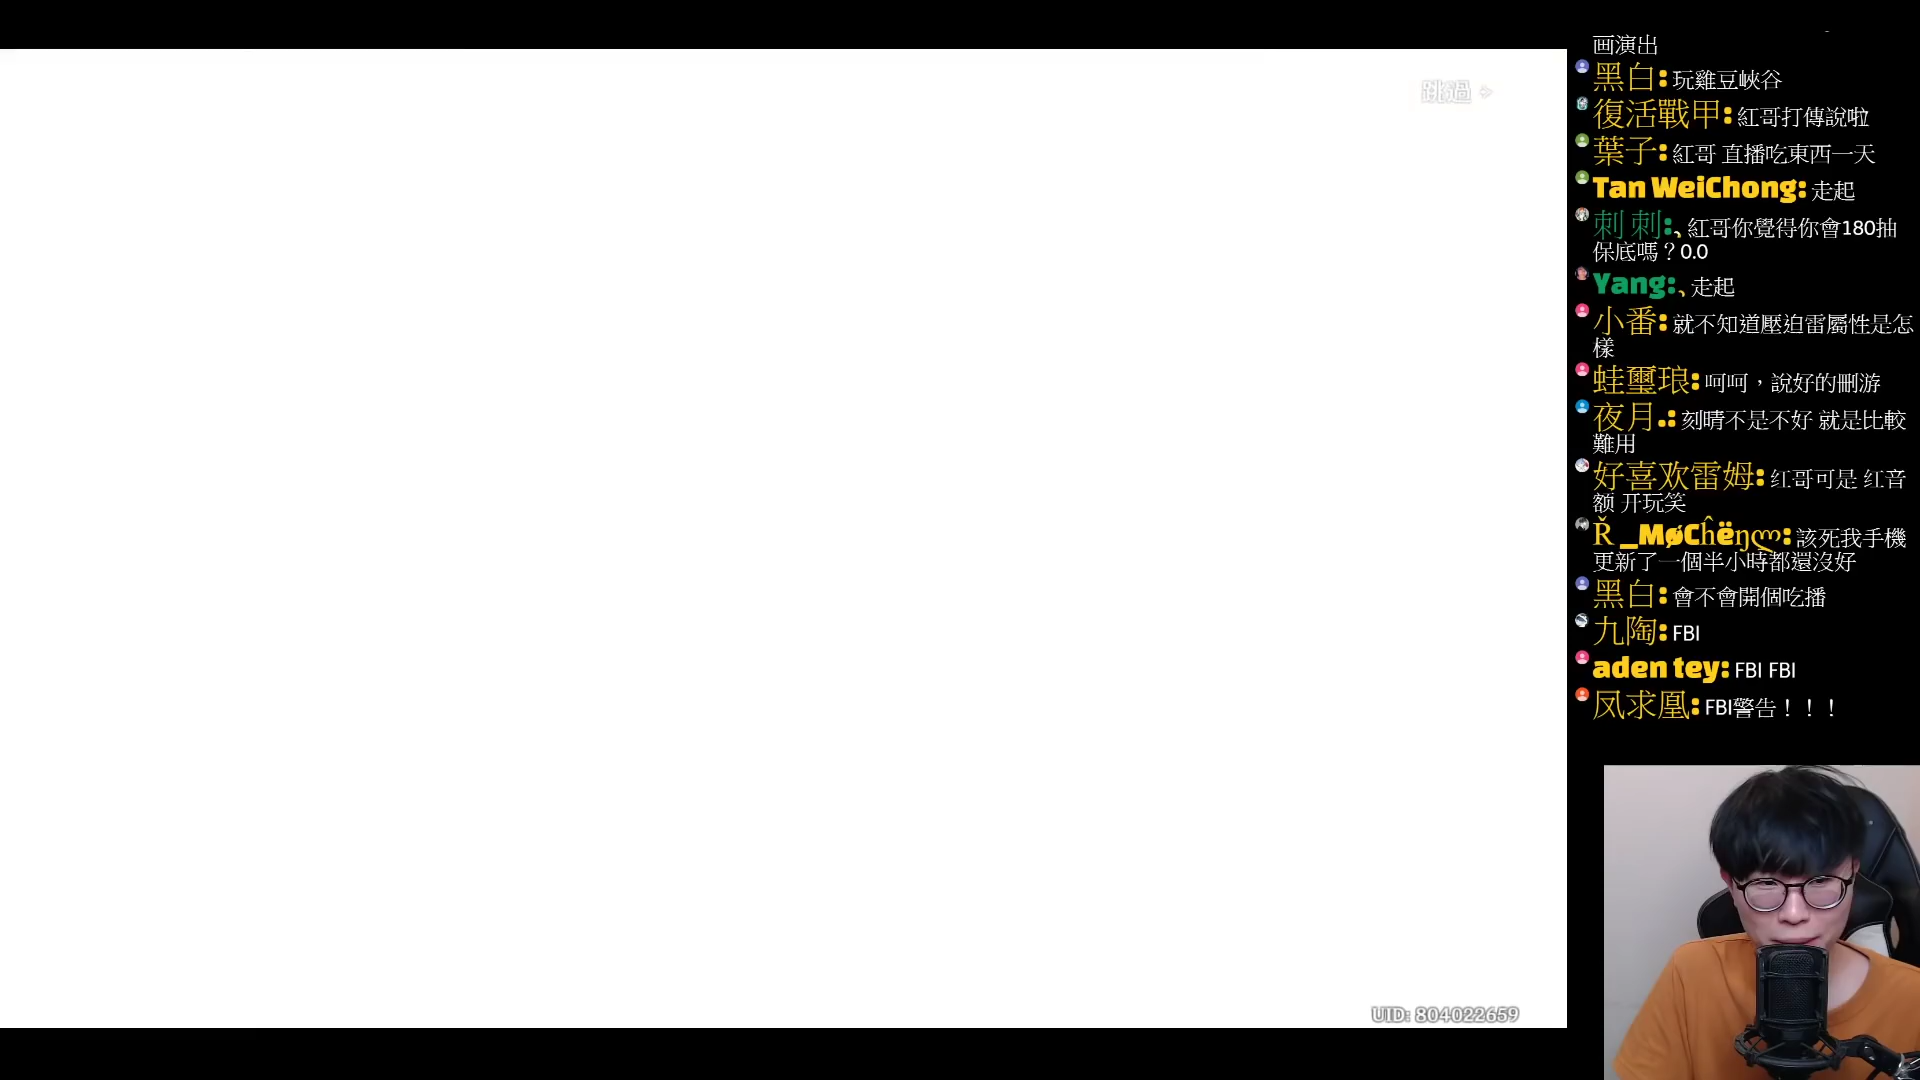 跳過
画演出
黑白: 玩雞豆峽谷
復活戰甲: 紅哥打傳說啦
葉子: 紅哥 直播吃東西一天
Tan WeiChong: 走起
刺刺: 紅哥你覺得你會180抽
保底嗎？0.0
Yang: 走起
小番: 就不知道壓迫雷屬性是怎
樣
蛙璽琅: 呵呵，說好的刪游
夜月.: 刻晴不是不好 就是比較
難用
好喜欢雷姆: 红哥可是 红音
额 开玩笑
Ř _MøCĥëŋლ: 該死我手機
更新了一個半小時都還沒好
黑白: 會不會開個吃播
九陶: FBI
aden tey: FBI FBI
凤求凰: FBI警告！！！
UID: 804022659